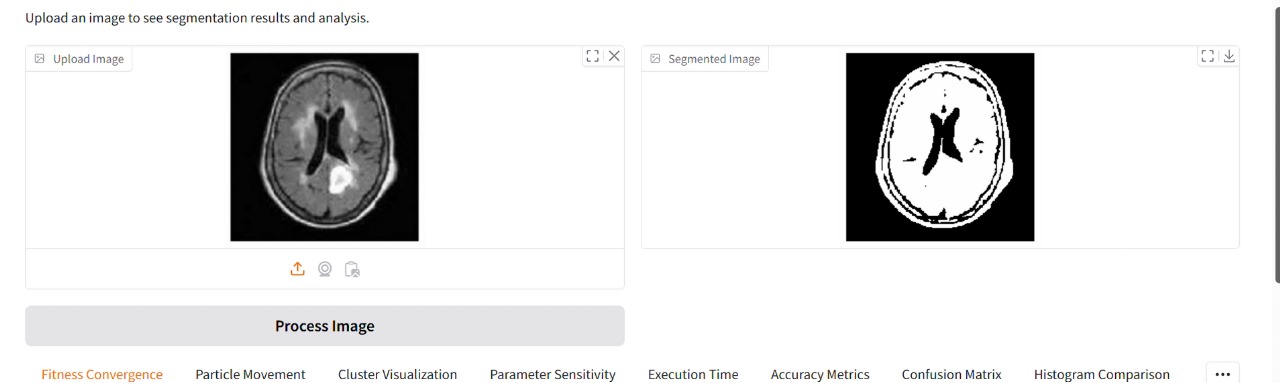 Upload an image to see segmentation results and analysis.
Upload Image
Segmented Image
Process Image
Fitness Convergence Particle Movement Cluster Visualization Parameter Sensitivity Execution Time Accuracy Metrics Confusion Matrix Histogram Comparison ...